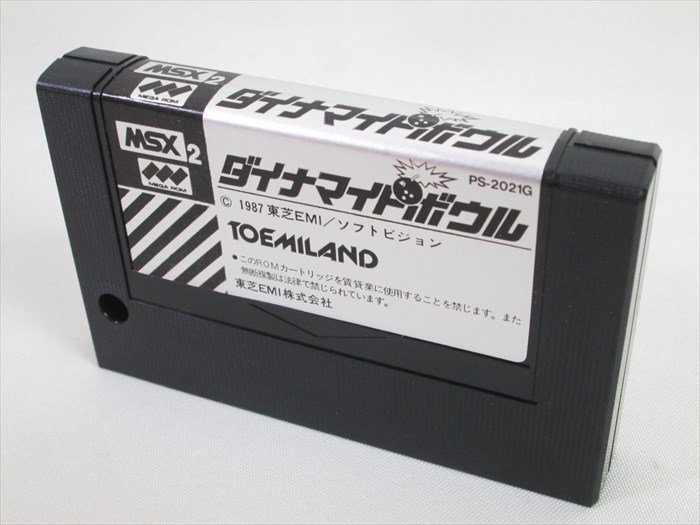 MSX2
MEGA ROM
ダイナマイトボウル
MSX2
MEGA ROM
ダイナマイトボウル
PS-2021G
© 1987 東芝EMI/ソフトビジョン
TOEMILAND
●このROMカートリッジを賃貸業に使用することを禁じます。また
無断複製は法律で禁じられています。
東芝EMI株式会社